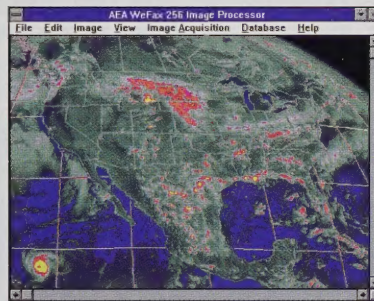 AEA WeFax 256 Image Processor
File Edit Image View Image Acquisition Database Help